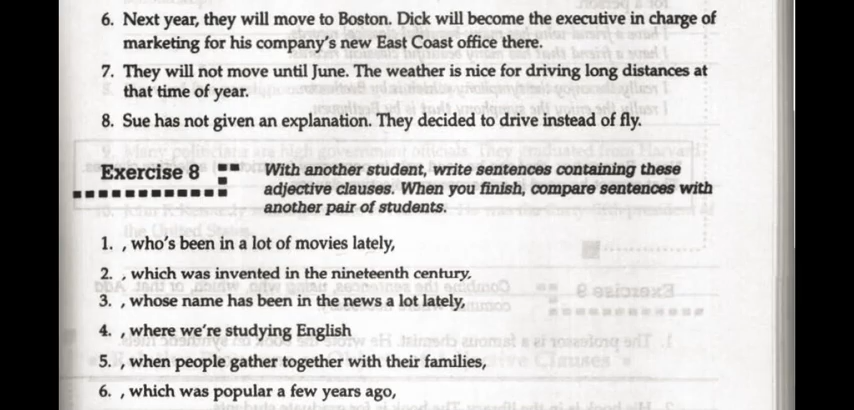 6. Next year, they will move to Boston. Dick will become the executive in charge of
marketing for his company's new East Coast office there.
7. They will not move until June. The weather is nice for driving long distances at
that time of year.
8. Sue has not given an explanation. They decided to drive instead of fly.
Exercise 8
With another student, write sentences containing these
adjective clauses. When you finish, compare sentences with
another pair of students.
1. , who's been in a lot of movies lately,
2. , which was invented in the nineteenth century.
3. , whose name has been in the news a lot lately,
4. , where we're studying English
5. , when people gather together with their families,
6. , which was popular a few years ago,